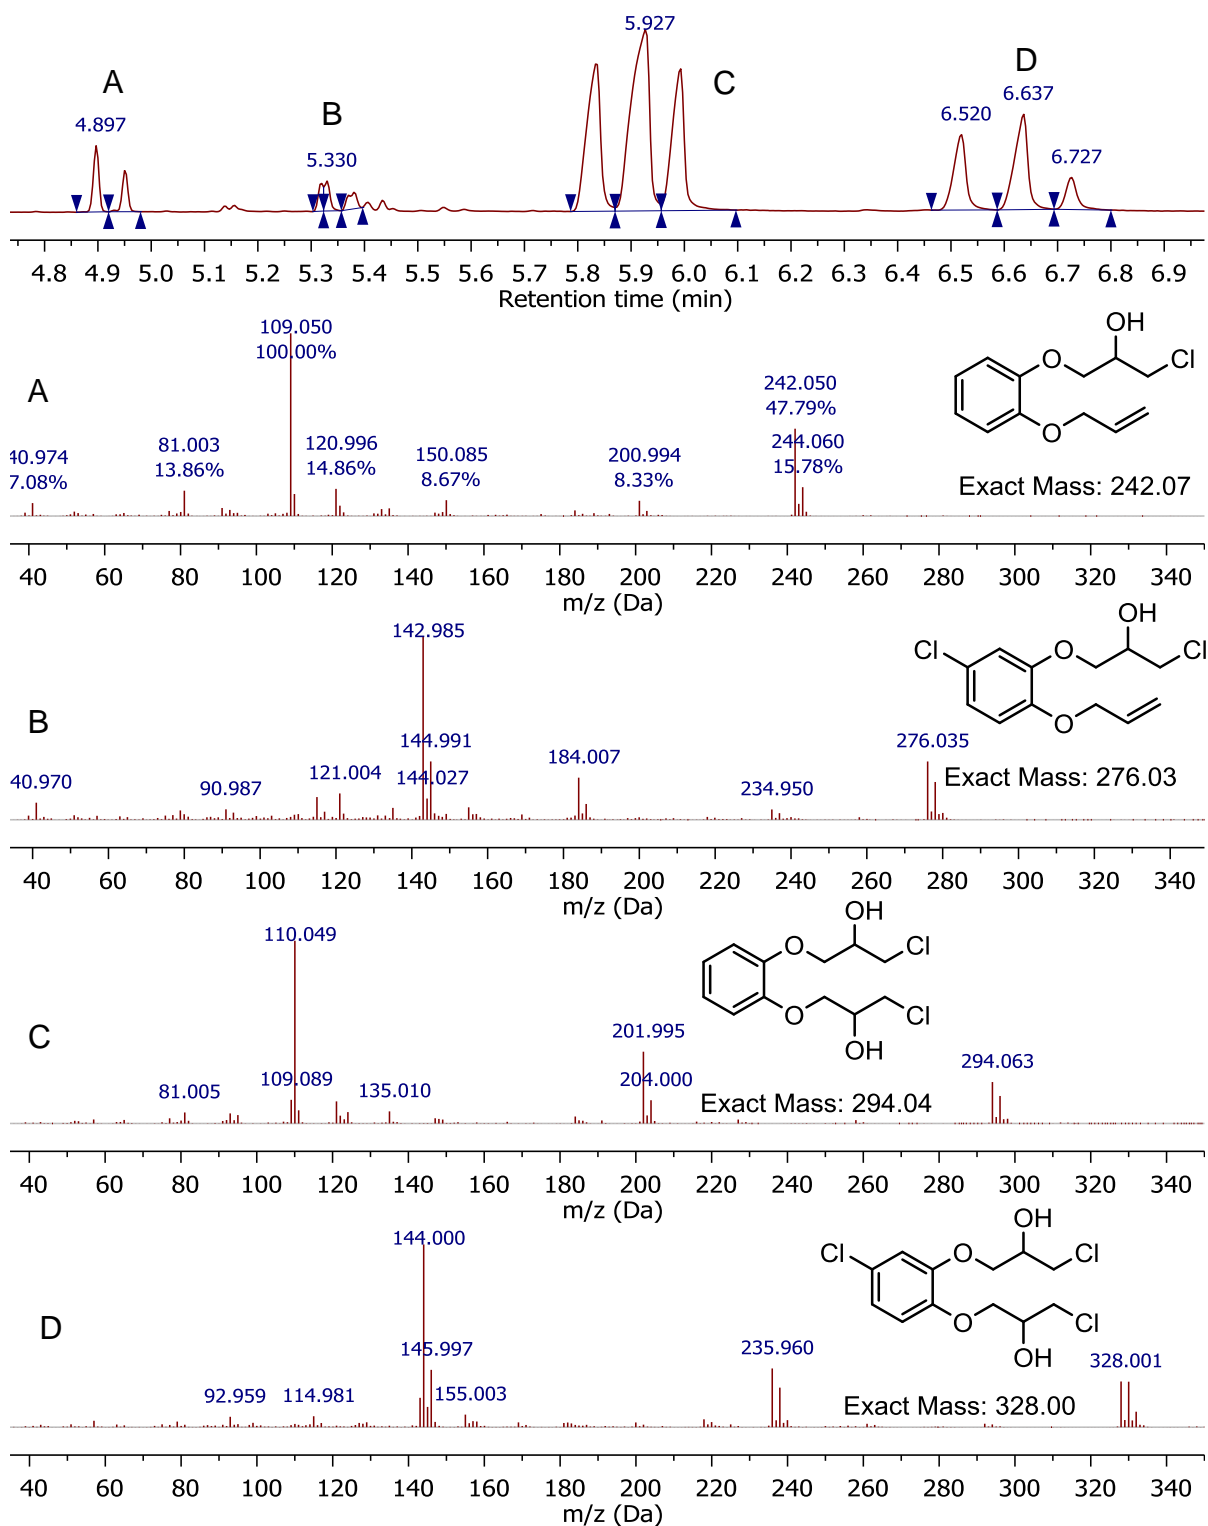 5.927
D
A
C
6.637
B
6.520
4.897
5.330
6.727
4.8 4.9 5.0 5.1 5.2 5.3 5.4 5.5 5.6 5.7 5.8 5.9 6.0 6.1 6.2 6.3 6.4 6.5 6.6 6.7 6.8 6.9
Retention time (min)
A
109.050
100.00%
242.050
47.79%
40.974
7.08%
81.003
13.86%
120.996
14.86%
150.085
8.67%
200.994
8.33%
244.060
15.78%
OH
O
Cl
O
Exact Mass: 242.07
40 60 80 100 120 140 160 180 200 220 240 260 280 300 320 340
m/z (Da)
B
142.985
40.970
90.987
121.004
144.991
144.027
184.007
234.950
276.035
OH
Cl
O
Cl
O
Exact Mass: 276.03
40 60 80 100 120 140 160 180 200 220 240 260 280 300 320 340
m/z (Da)
C
110.049
81.005
109.089
135.010
201.995
204.000
294.063
OH
O
Cl
Cl
O
OH
Exact Mass: 294.04
40 60 80 100 120 140 160 180 200 220 240 260 280 300 320 340
m/z (Da)
D
144.000
92.959
114.981
145.997
155.003
235.960
328.001
OH
Cl
O
Cl
Cl
O
OH
Exact Mass: 328.00
40 60 80 100 120 140 160 180 200 220 240 260 280 300 320 340
m/z (Da)